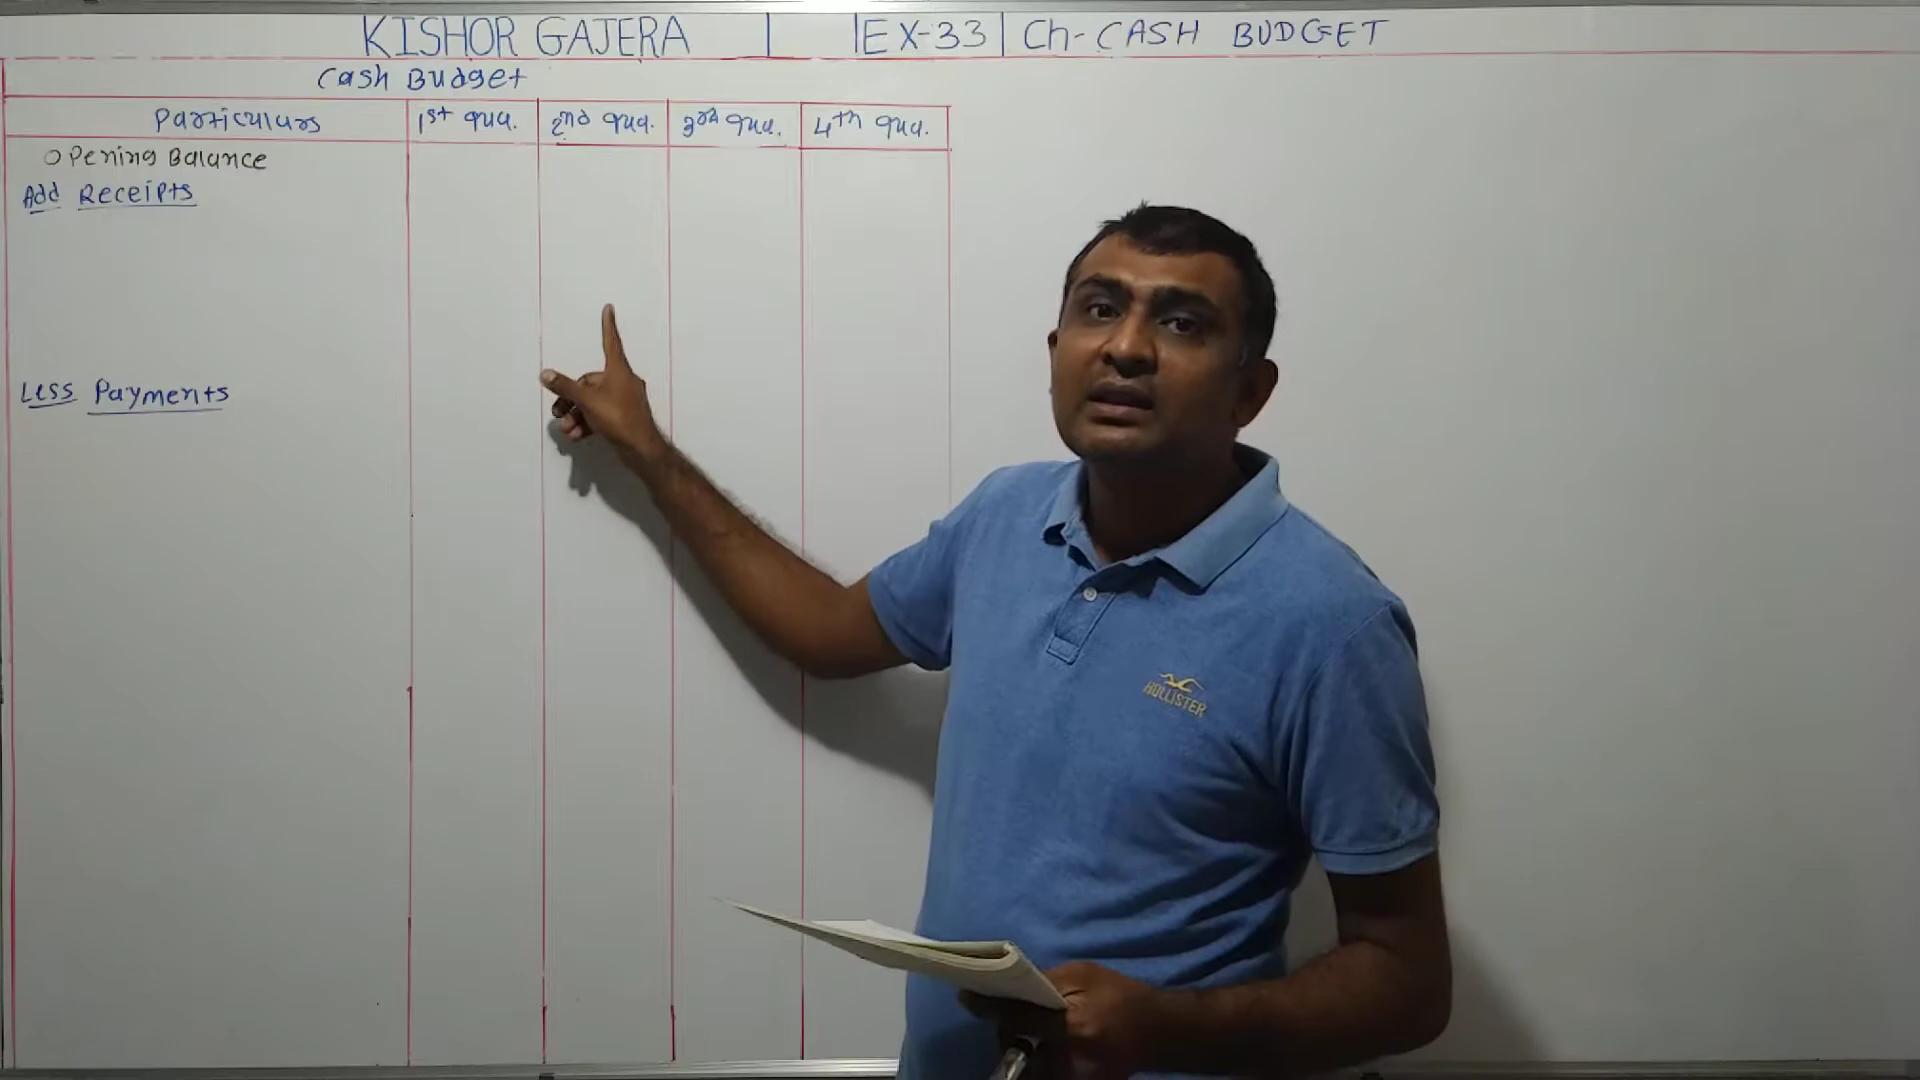 KISHOR GAJERA | EX-33 | Ch- CASH BUDGET
Cash Budget
Particulars 1st qua. 2nd qua. 3rd qua. 4th qua.
Opening Balance
Add Receipts
Less Payments
HOLLISTER